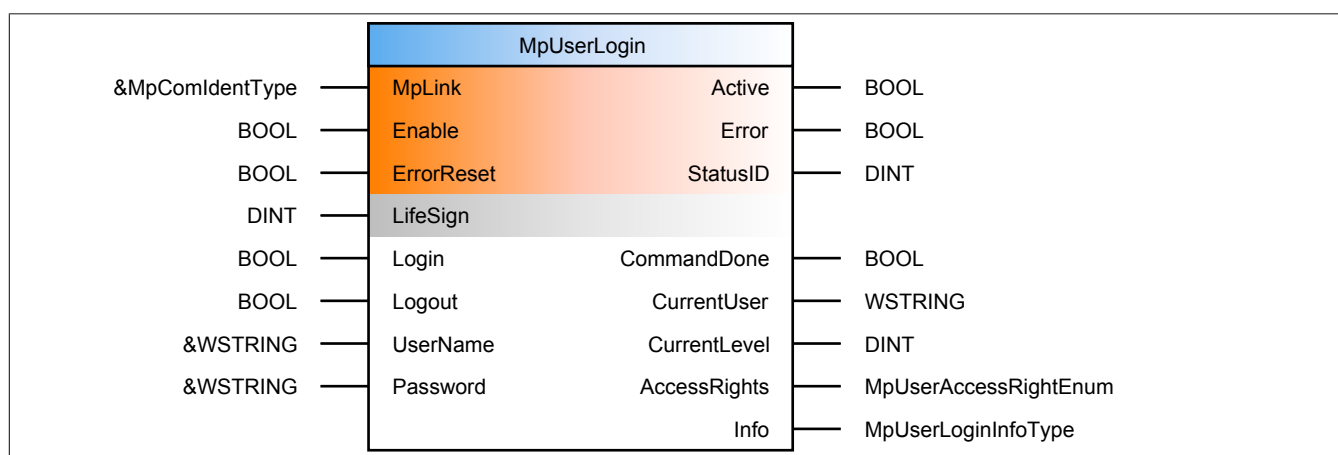 MpUserLogin
&MpComIdentType MpLink Active BOOL
BOOL Enable Error BOOL
BOOL ErrorReset StatusID DINT
DINT LifeSign
BOOL Login CommandDone BOOL
BOOL Logout CurrentUser WSTRING
&WSTRING UserName CurrentLevel DINT
&WSTRING Password AccessRights MpUserAccessRightEnum
Info MpUserLoginInfoType